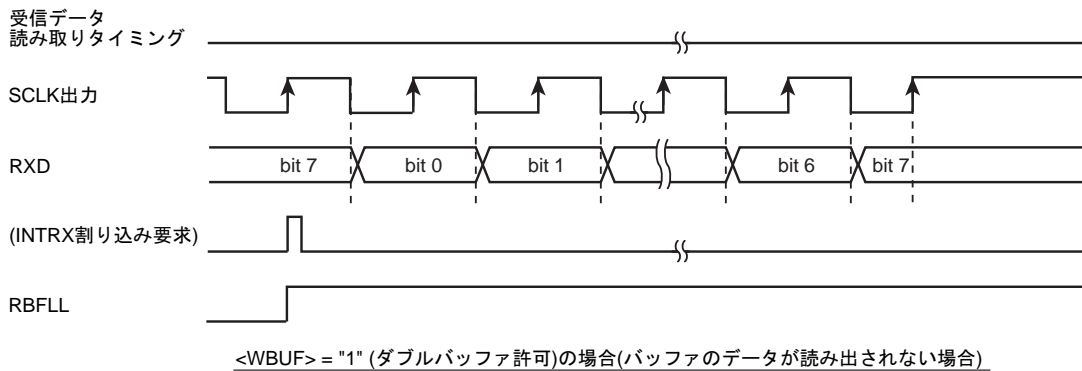 受信データ
読み取りタイミング
SCLK出力
RXD
bit 7
bit 0
bit 1
bit 6
bit 7
(INTRX割り込み要求)
RBFLL
<WBUF> = "1" (ダブルバッファ許可)の場合(バッファのデータが読み出されない場合)